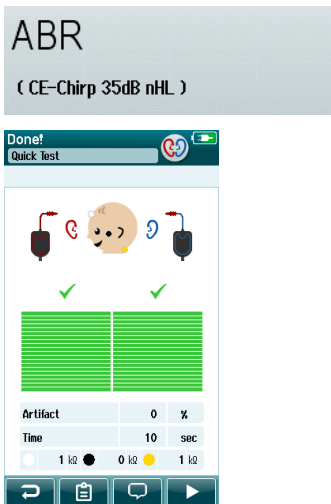 ABR
( CE-Chirp 35dB nHL )
Done!
Quick Test
Artifact 0 %
Time 10 sec
1 kΩ 0 kΩ 1 kΩ